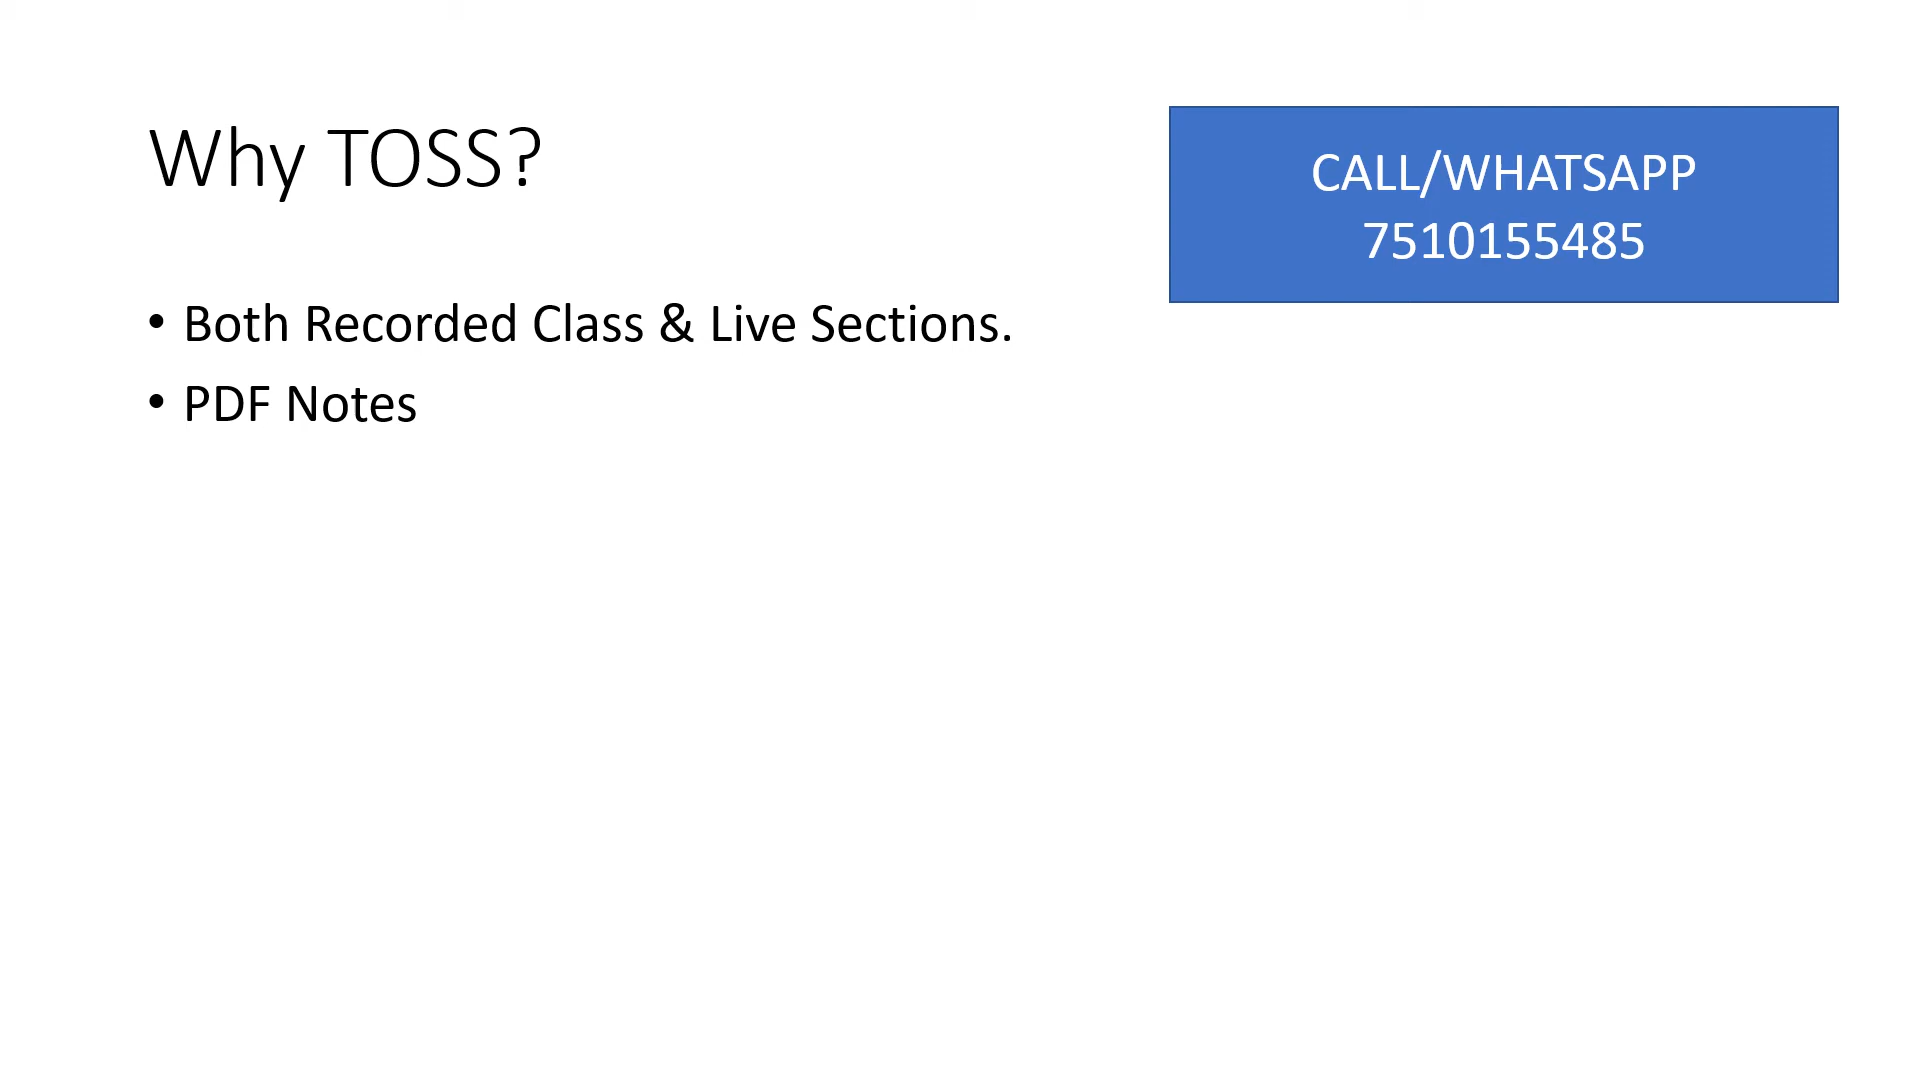 Why TOSS?
CALL/WHATSAPP
7510155485
• Both Recorded Class & Live Sections.
• PDF Notes